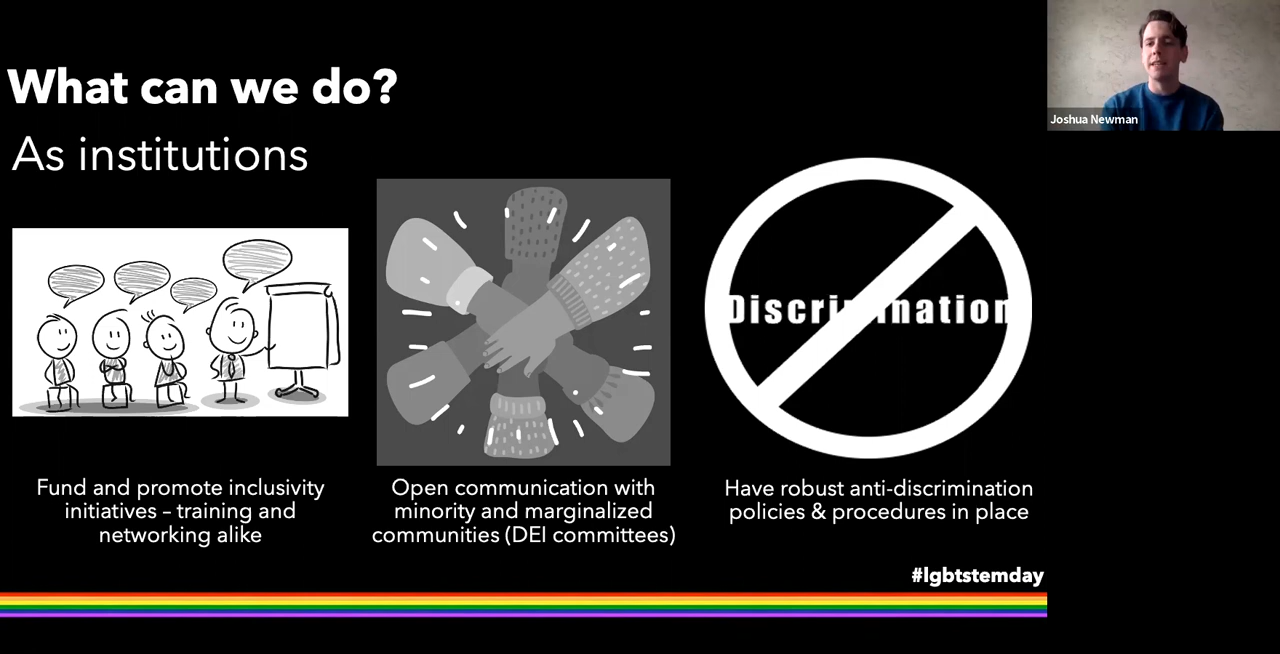 What can we do?
As institutions
Joshua Newman
Discrimination
Fund and promote inclusivity
initiatives – training and
networking alike
Open communication with
minority and marginalized
communities (DEI committees)
Have robust anti-discrimination
policies & procedures in place
#lgbtstemday